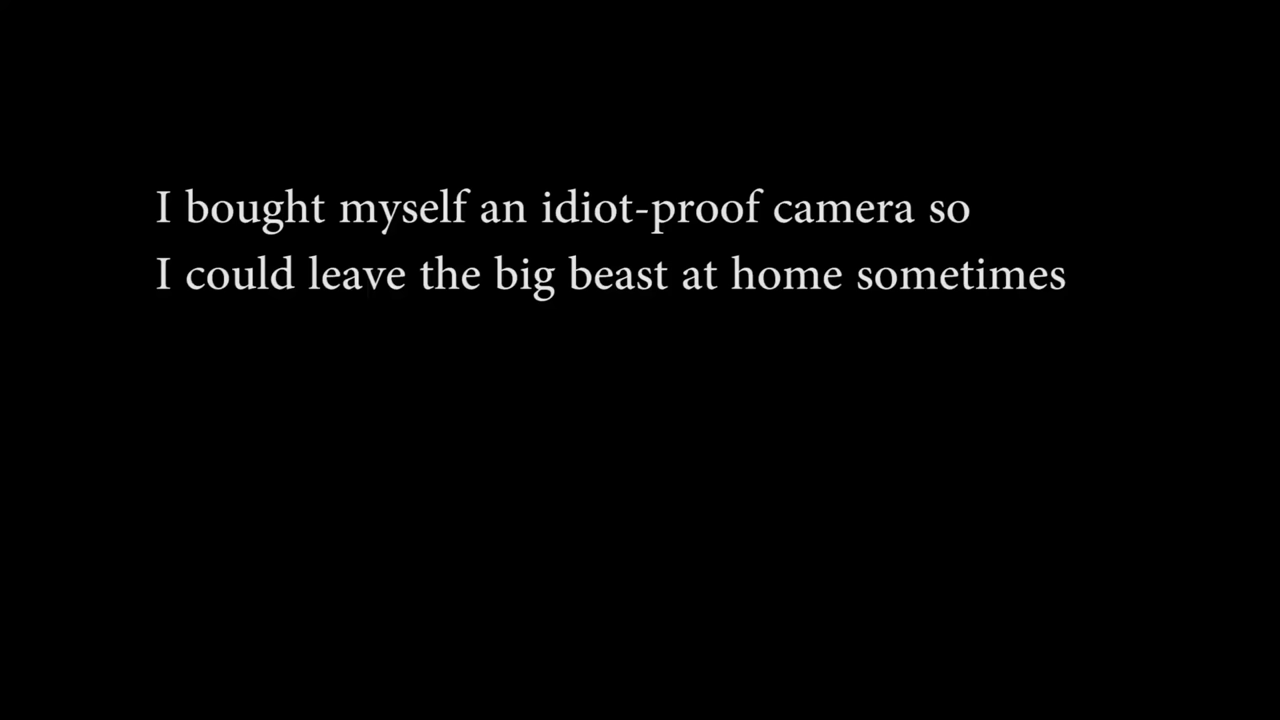 I bought myself an idiot-proof camera so
I could leave the big beast at home sometimes